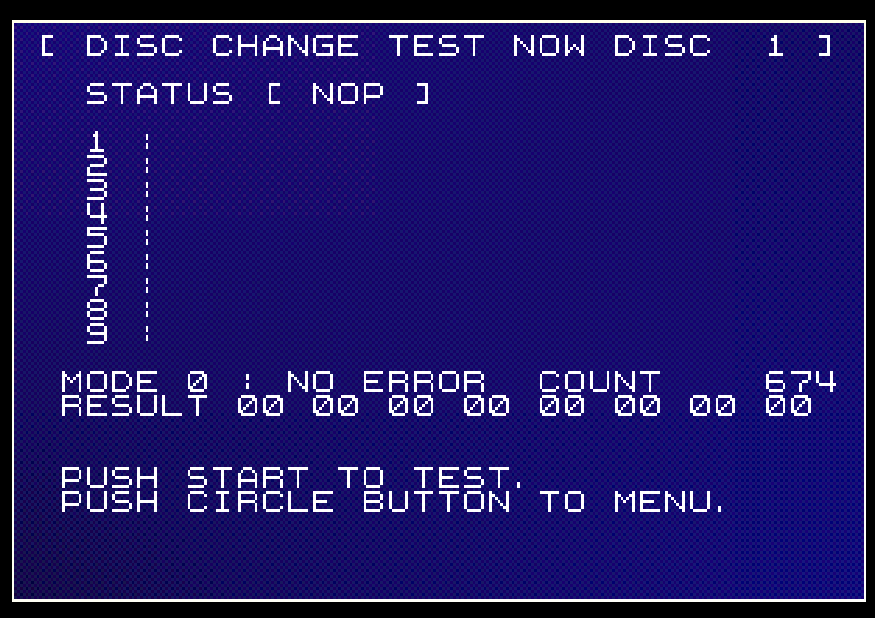 [ DISC CHANGE TEST NOW DISC 1 ]
STATUS [ NOP ]
1 :
2 :
3 :
4 :
5 :
6 :
7 :
8 :
9 :
MODE 0 : NO ERROR COUNT 674
RESULT 00 00 00 00 00 00 00 00
PUSH START TO TEST.
PUSH CIRCLE BUTTON TO MENU.